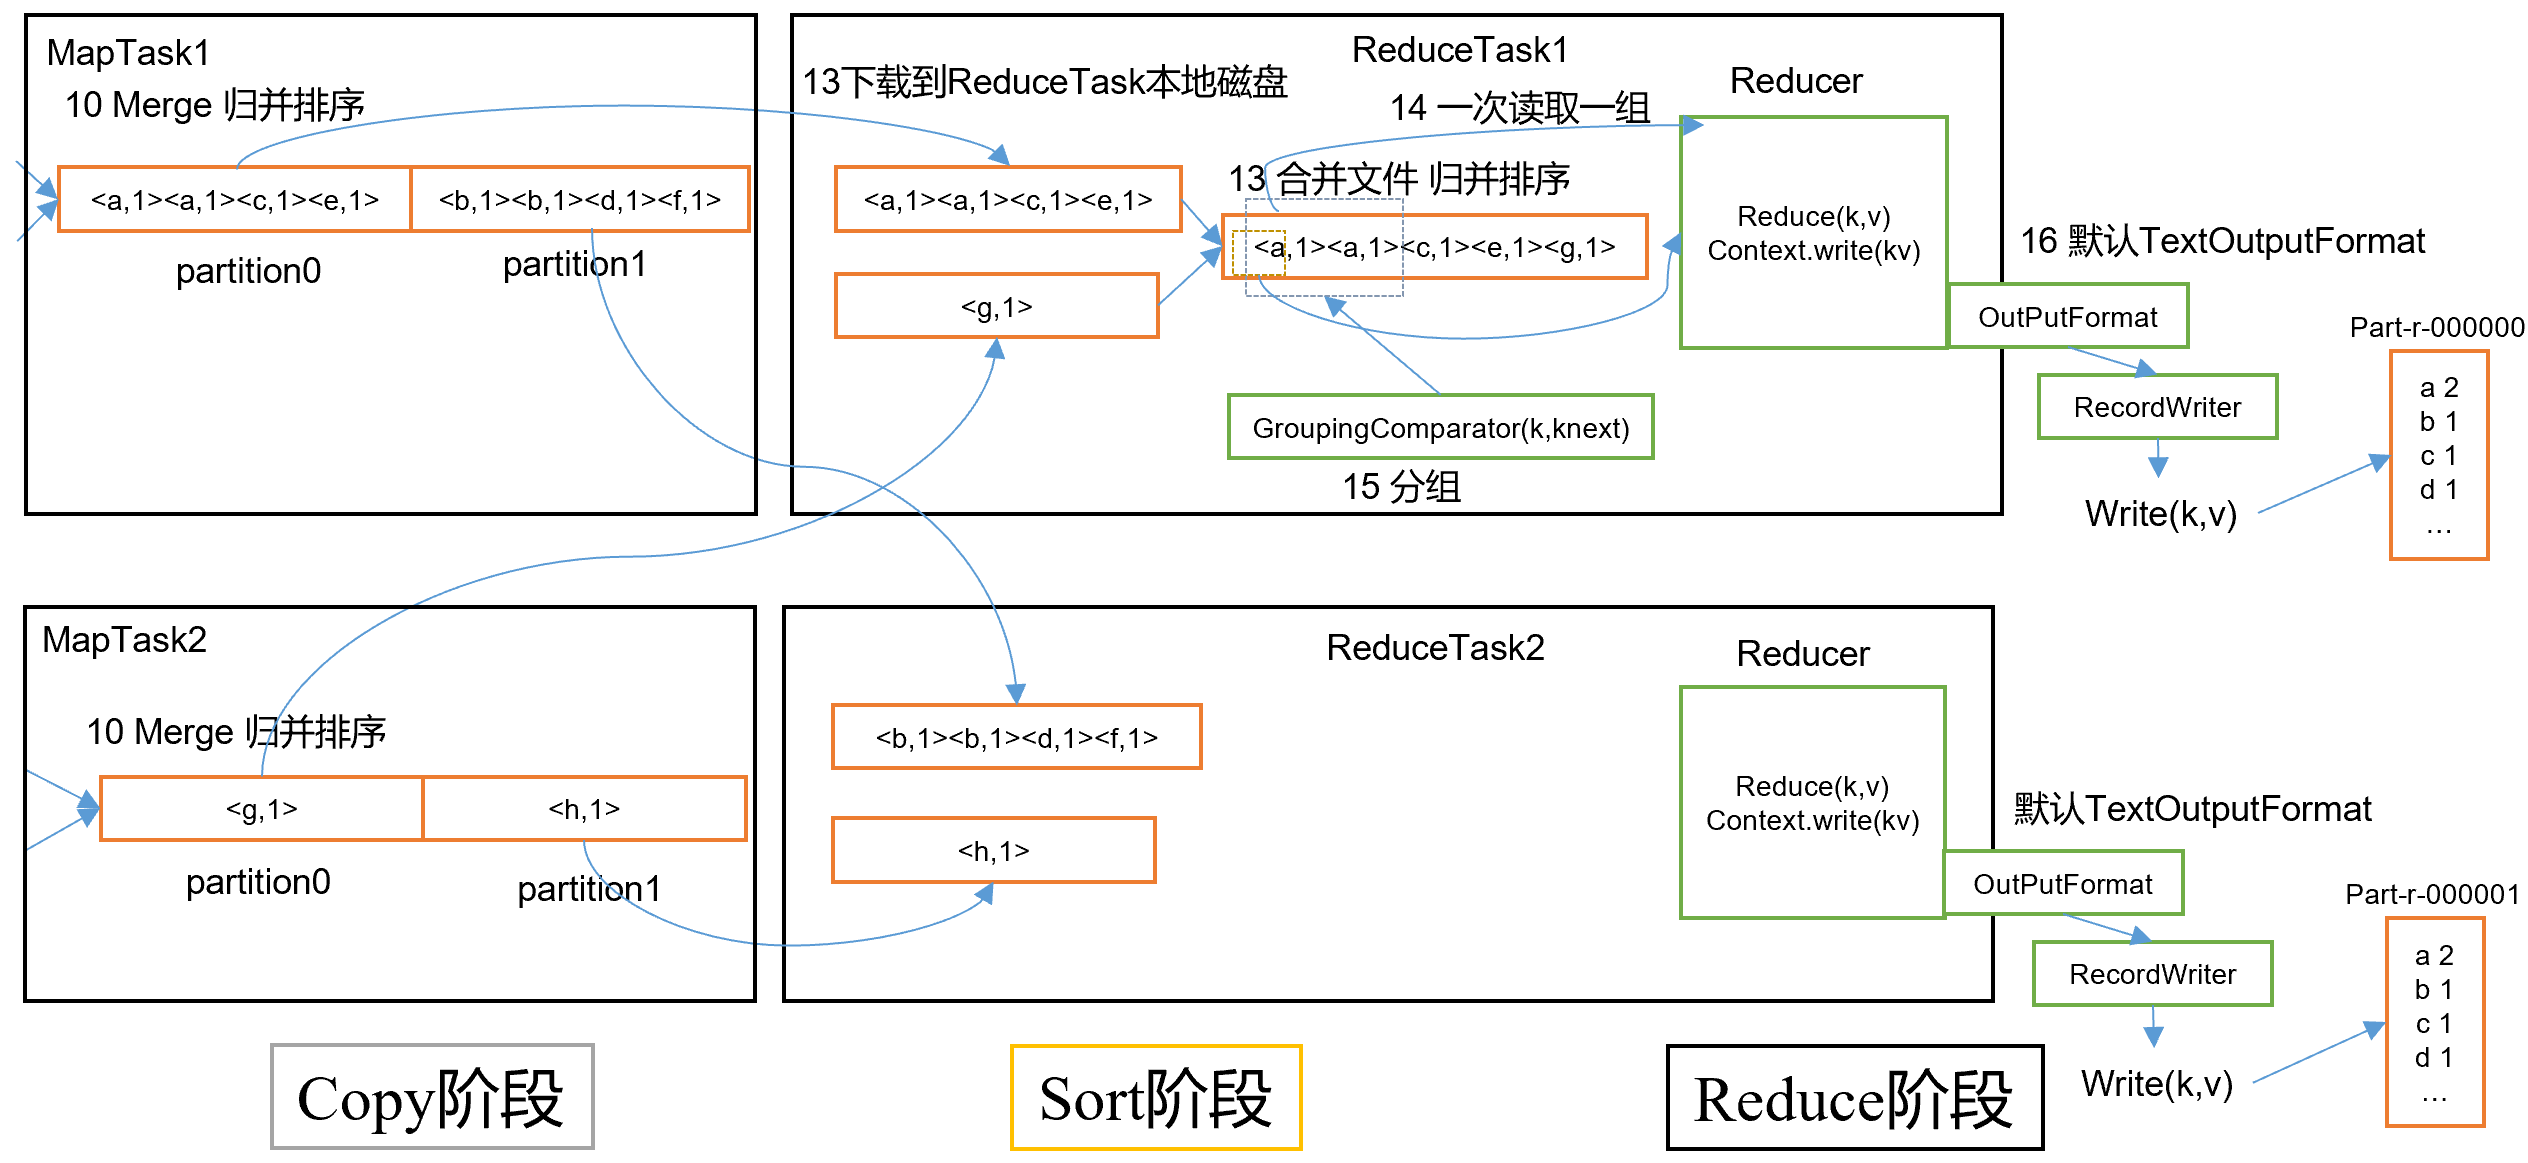 MapTask1
10 Merge 归并排序
<a,1><a,1><c,1><e,1>
<b,1><b,1><d,1><f,1>
partition0
partition1
ReduceTask1
13下载到ReduceTask本地磁盘
Reducer
14 一次读取一组
<a,1><a,1><c,1><e,1>
13 合并文件 归并排序
<a,1><a,1><c,1><e,1><g,1>
<g,1>
Reduce(k,v)
Context.write(kv)
GroupingComparator(k,knext)
15 分组
16 默认TextOutputFormat
OutPutFormat
RecordWriter
Write(k,v)
Part-r-000000
a 2
b 1
c 1
d 1
...
MapTask2
10 Merge 归并排序
<g,1>
<h,1>
partition0
partition1
ReduceTask2
Reducer
<b,1><b,1><d,1><f,1>
<h,1>
Reduce(k,v)
Context.write(kv)
默认TextOutputFormat
OutPutFormat
RecordWriter
Write(k,v)
Part-r-000001
a 2
b 1
c 1
d 1
...
Copy阶段
Sort阶段
Reduce阶段